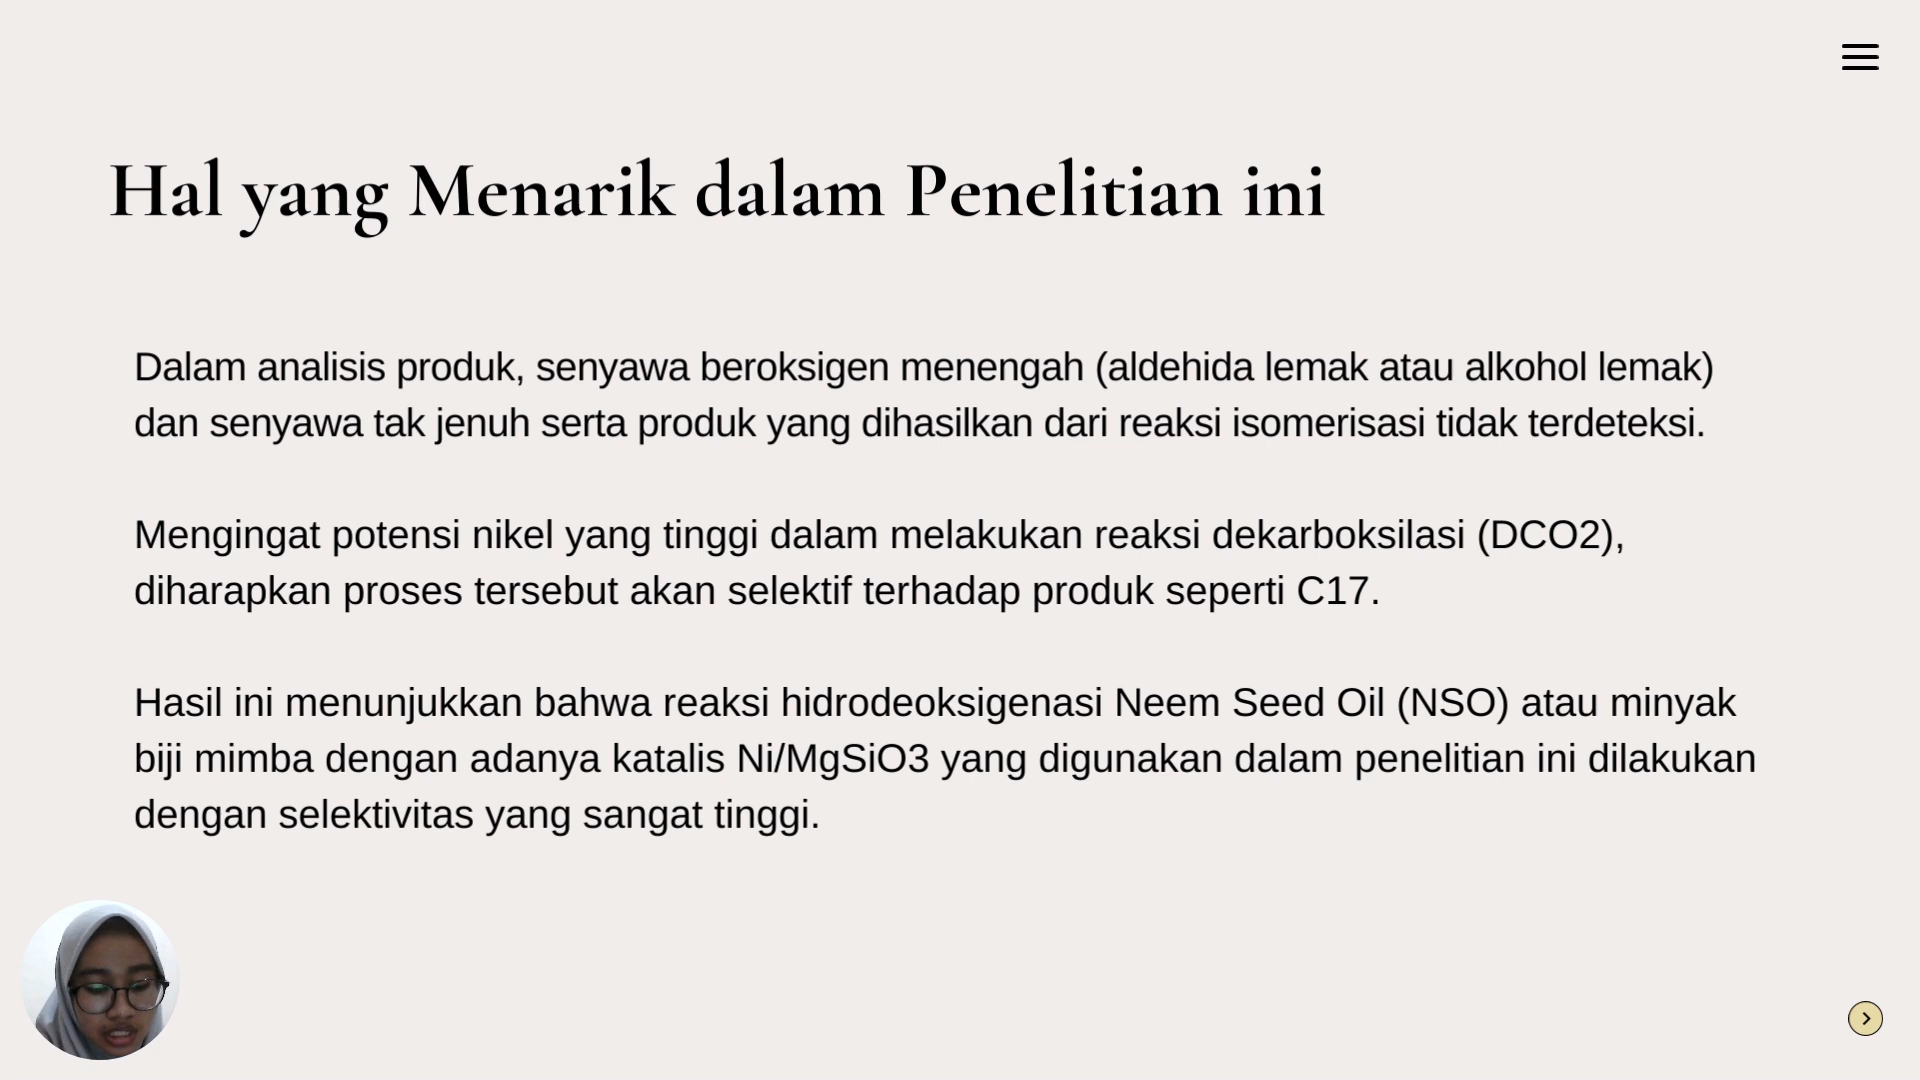 Hal yang Menarik dalam Penelitian ini
Dalam analisis produk, senyawa beroksigen menengah (aldehida lemak atau alkohol lemak)
dan senyawa tak jenuh serta produk yang dihasilkan dari reaksi isomerisasi tidak terdeteksi.
Mengingat potensi nikel yang tinggi dalam melakukan reaksi dekarboksilasi (DCO2),
diharapkan proses tersebut akan selektif terhadap produk seperti C17.
Hasil ini menunjukkan bahwa reaksi hidrodeoksigenasi Neem Seed Oil (NSO) atau minyak
biji mimba dengan adanya katalis Ni/MgSiO3 yang digunakan dalam penelitian ini dilakukan
dengan selektivitas yang sangat tinggi.